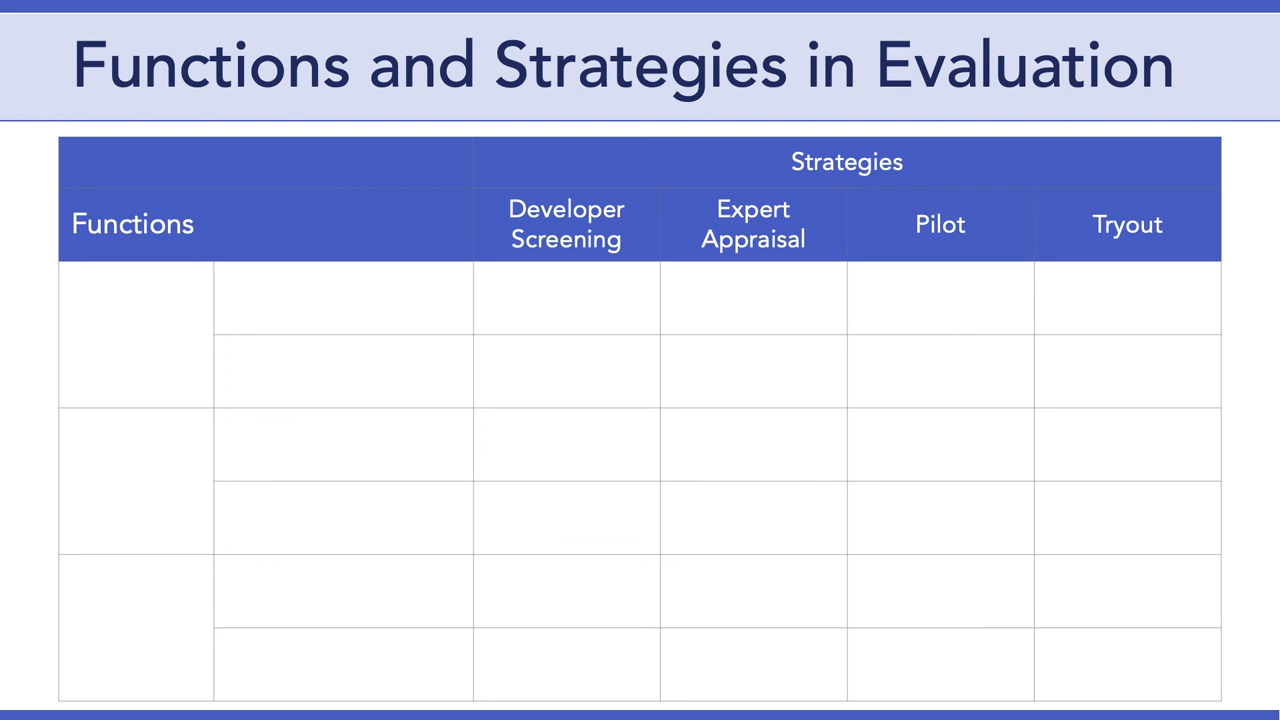 Functions and Strategies in Evaluation
Strategies
Functions
Developer
Screening
Expert
Appraisal
Pilot
Tryout